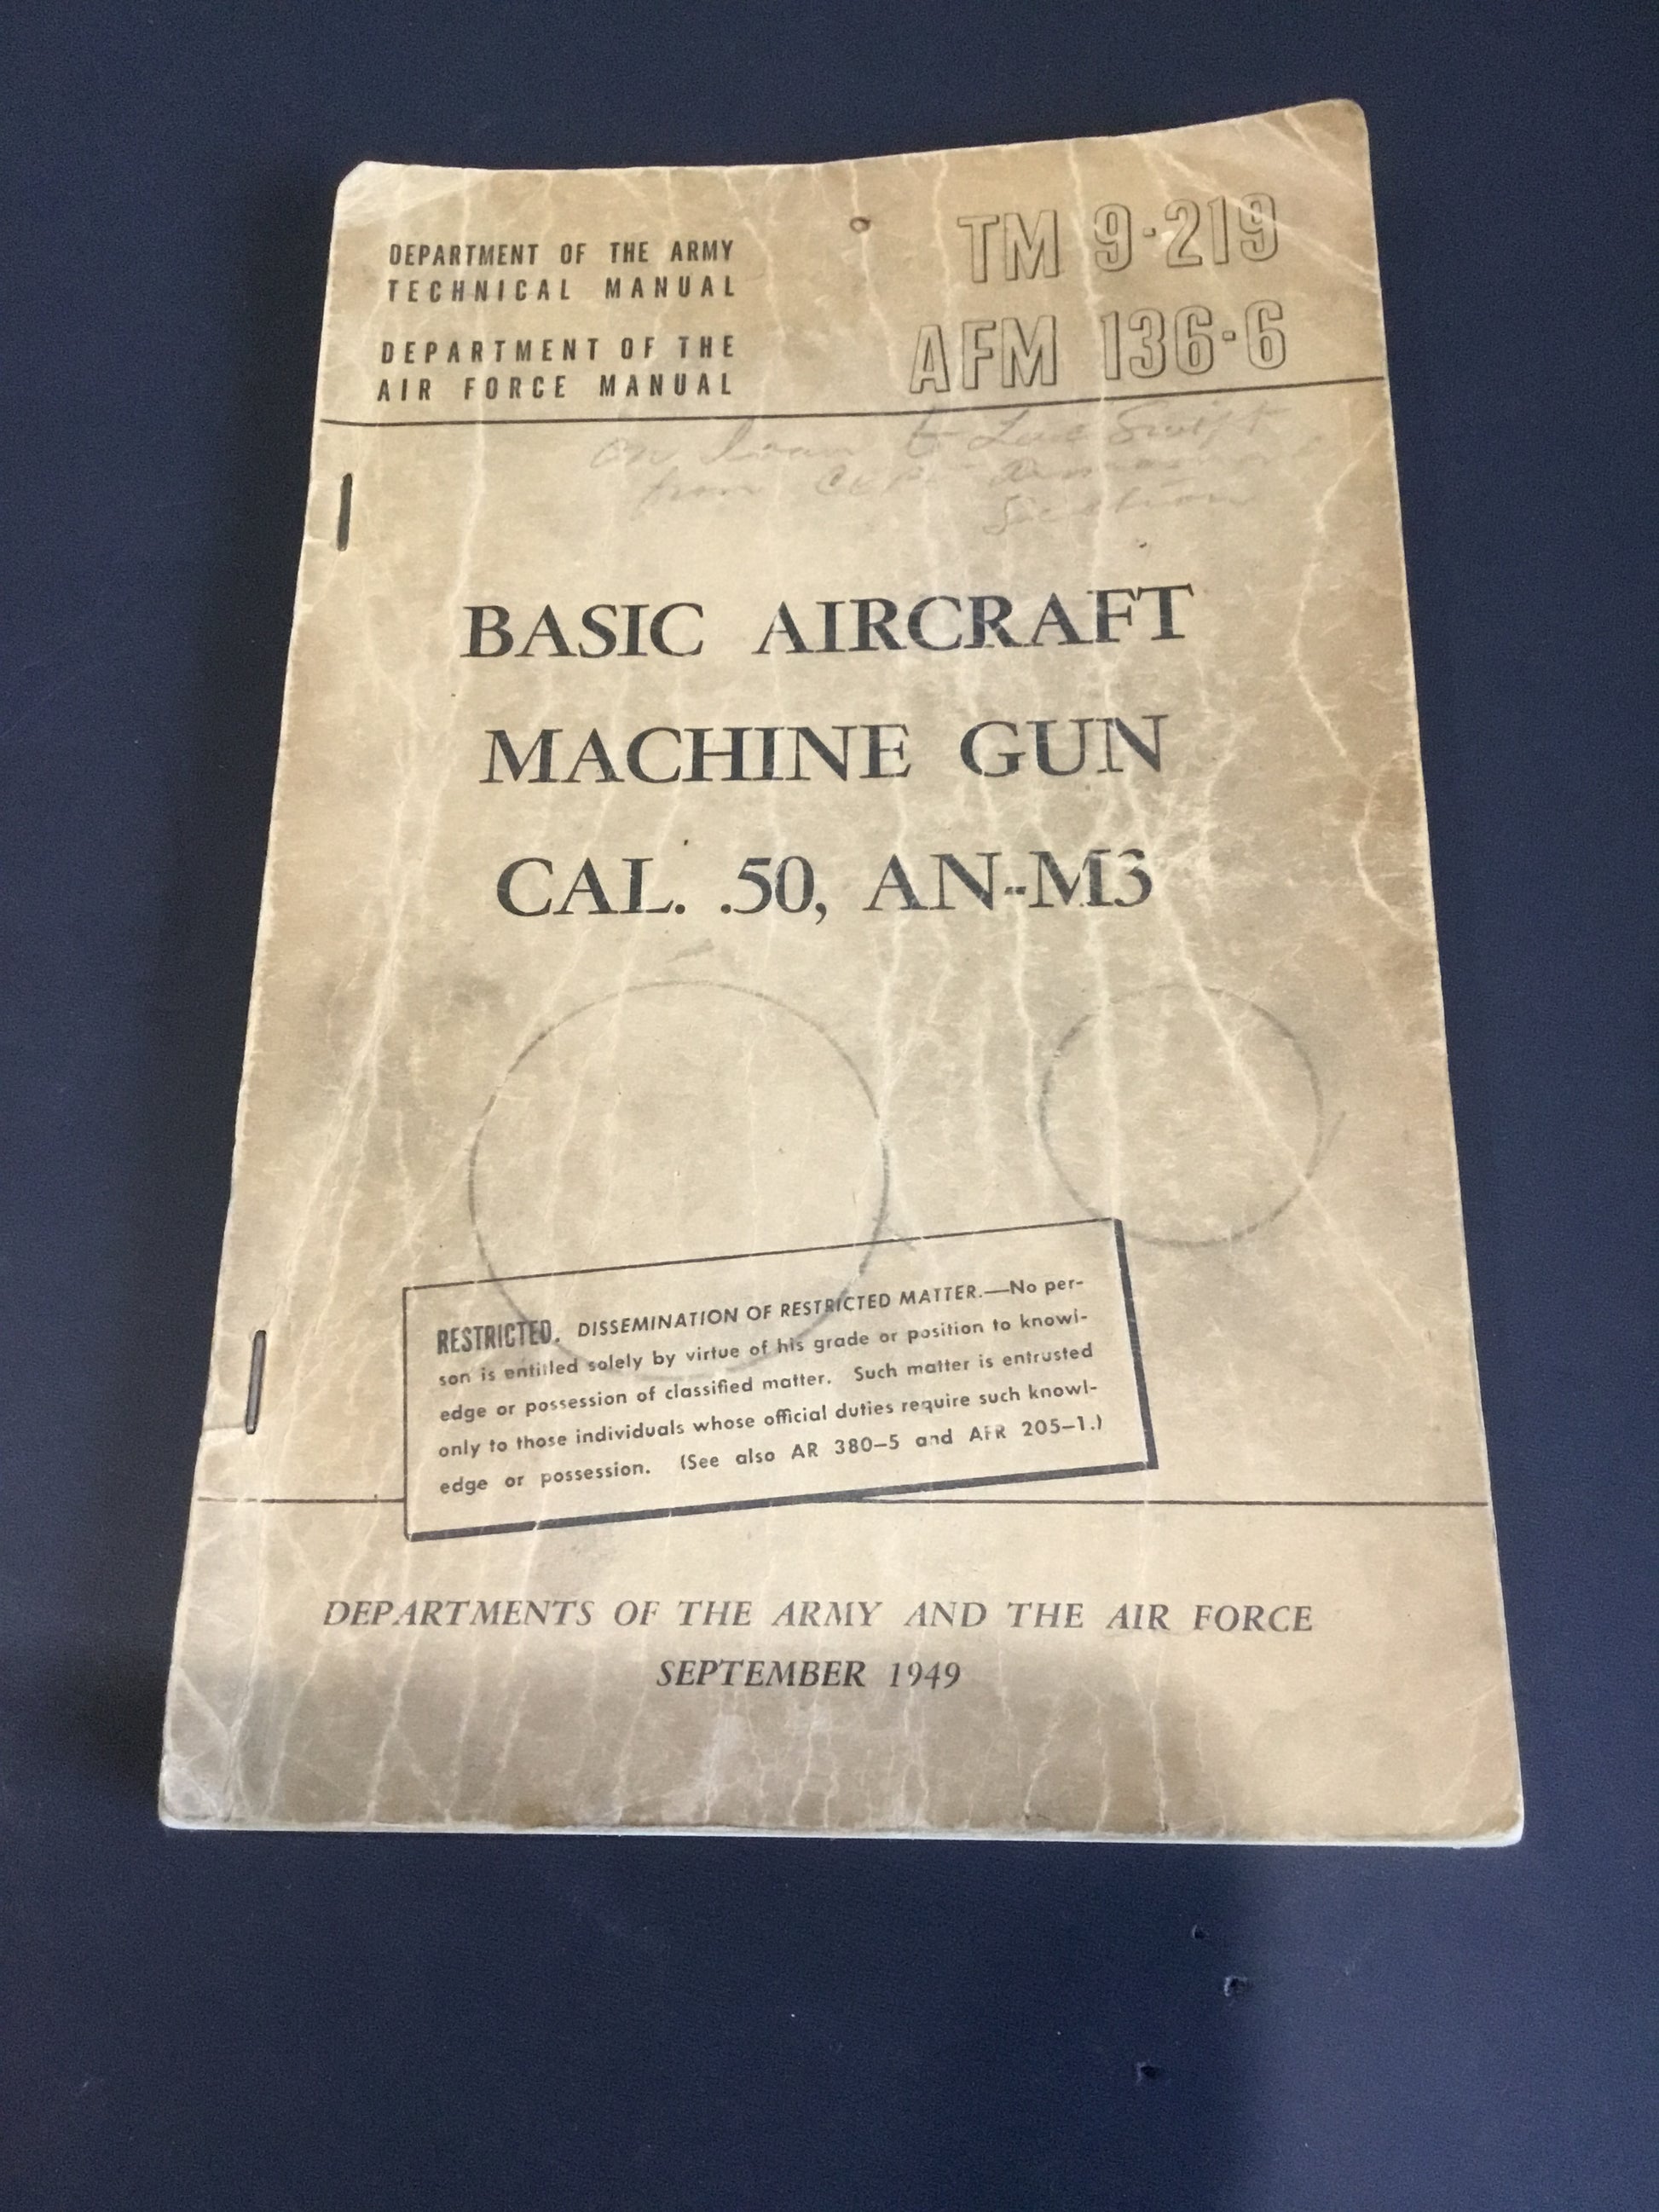 DEPARTMENT OF THE ARMY
TECHNICAL MANUAL
DEPARTMENT OF THE
AIR FORCE MANUAL
TM 9-219
AFM 136-6
on loan to Swift
from
Section
BASIC AIRCRAFT
MACHINE GUN
CAL. .50, AN-M3
RESTRICTED. DISSEMINATION OF RESTRICTED MATTER.—No per-
son is entitled solely by virtue of his grade or position to knowl-
edge or possession of classified matter. Such matter is entrusted
only to those individuals whose official duties require such knowl-
edge or possession. (See also AR 380-5 and AFR 205-1.)
DEPARTMENTS OF THE ARMY AND THE AIR FORCE
SEPTEMBER 1949